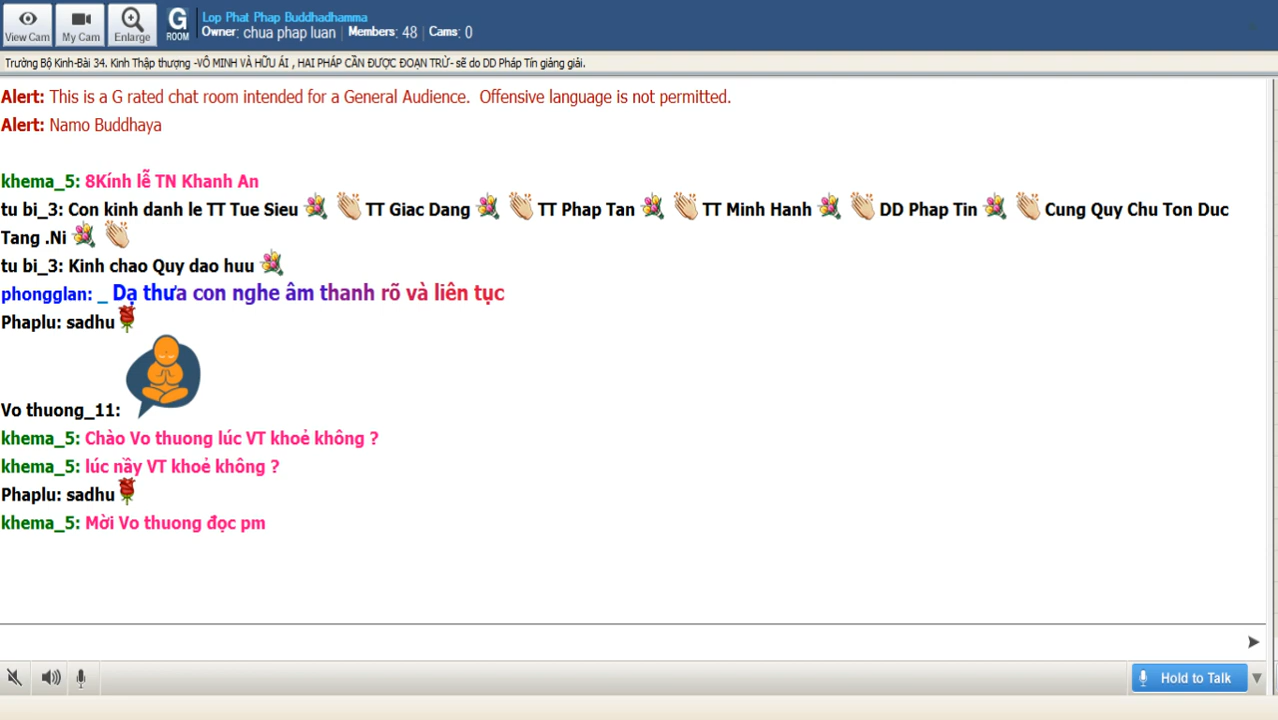 View Cam
My Cam
Enlarge
G
ROOM
Lop Phat Phap Buddhadhamma
Owner: chua phap luan | Members: 48 | Cams: 0
Trường Bộ Kinh-Bài 34. Kinh Thập thượng -VÔ MINH VÀ HỮU ÁI , HAI PHÁP CẦN ĐƯỢC ĐOẠN TRỪ- sẽ do DD Pháp Tín giảng giải.
Alert: This is a G rated chat room intended for a General Audience.  Offensive language is not permitted.
Alert: Namo Buddhaya
khema_5: 8Kính lễ TN Khanh An
tu bi_3: Con kinh danh le TT Tue Sieu TT Giac Dang TT Phap Tan TT Minh Hanh DD Phap Tin Cung Quy Chu Ton Duc
Tang .Ni
tu bi_3: Kinh chao Quy dao huu
phongglan: _ Dạ thưa con nghe âm thanh rõ và liên tục
Phaplu: sadhu
Vo thuong_11:
khema_5: Chào Vo thuong lúc VT khoẻ không ?
khema_5: lúc nầy VT khoẻ không ?
Phaplu: sadhu
khema_5: Mời Vo thuong đọc pm
Hold to Talk